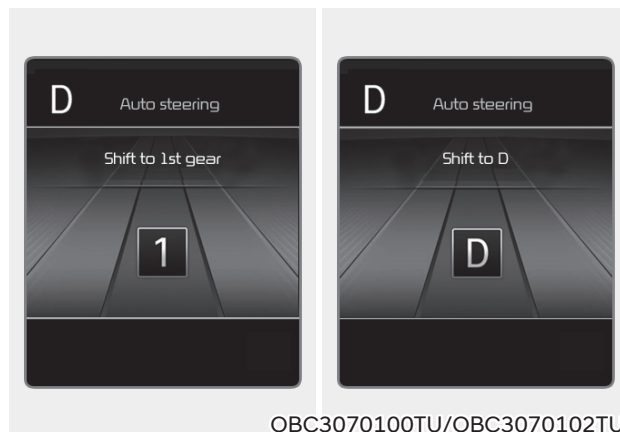 D Auto steering
Shift to 1st gear
1
D Auto steering
Shift to D
D
OBC3070100TU/OBC3070102TU